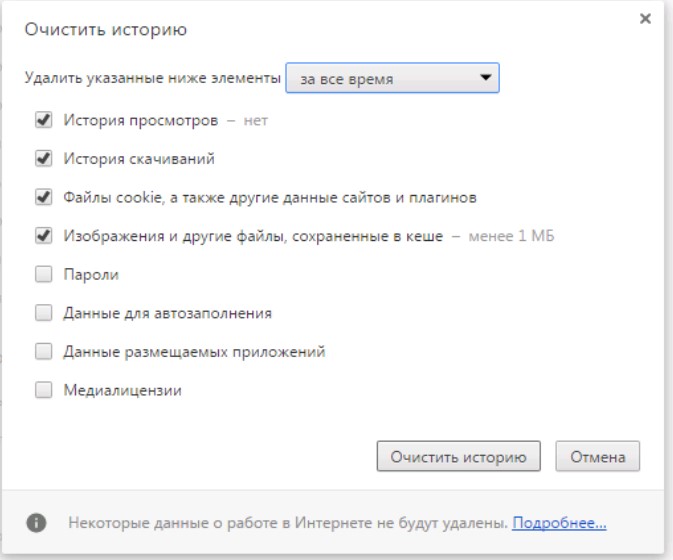 Очистить историю
Удалить указанные ниже элементы за все время
История просмотров – нет
История скачиваний
Файлы cookie, а также другие данные сайтов и плагинов
Изображения и другие файлы, сохраненные в кеше – менее 1 МБ
Пароли
Данные для автозаполнения
Данные размещаемых приложений
Медиалицензии
Очистить историю Отмена
Некоторые данные о работе в Интернете не будут удалены. Подробнее...